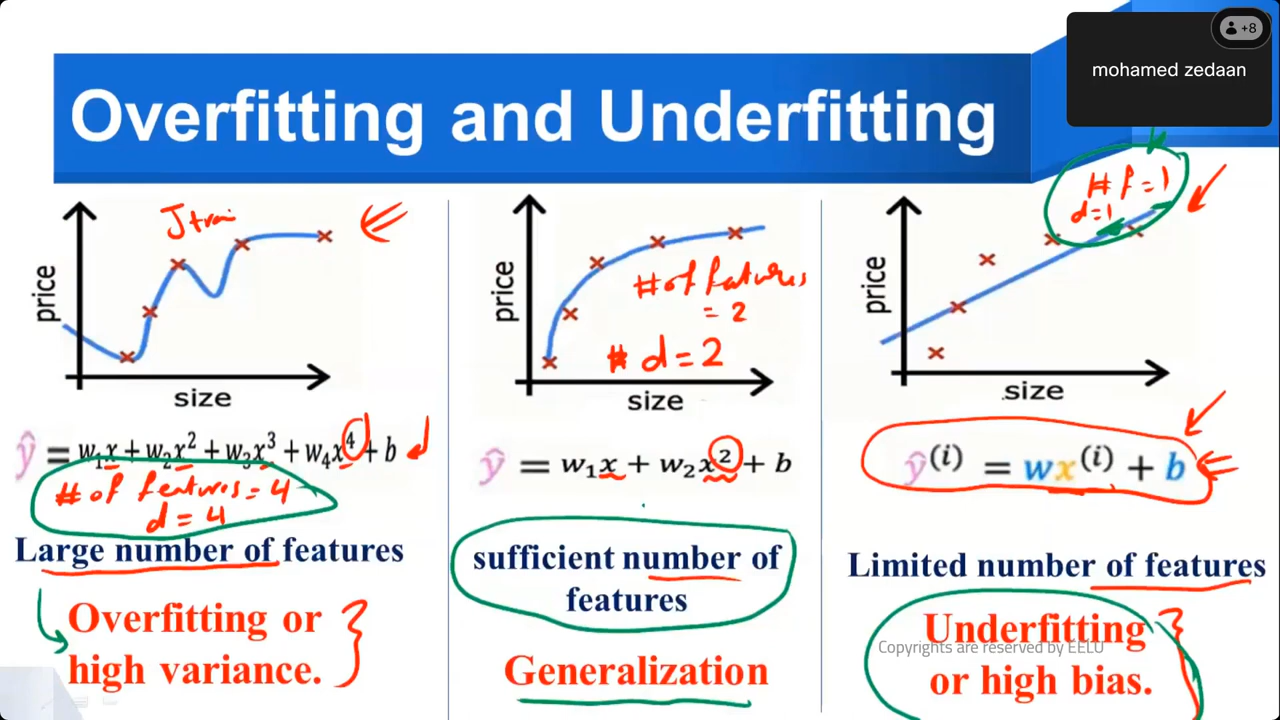 +8
mohamed zedaan
Overfitting and Underfitting
J train
price
size
ŷ = w₁x + w₂x² + w₃x³ + w₄x⁴ + b d
# of features = 4
d = 4
Large number of features
Overfitting or
high variance.
price
# of features
= 2
# d = 2
size
ŷ = w₁x + w₂x² + b
sufficient number of
features
Generalization
# f = 1
d=1
price
size
ŷ⁽ⁱ⁾ = wx⁽ⁱ⁾ + b
Limited number of features
Underfitting
Copyrights are reserved by EELU
or high bias.